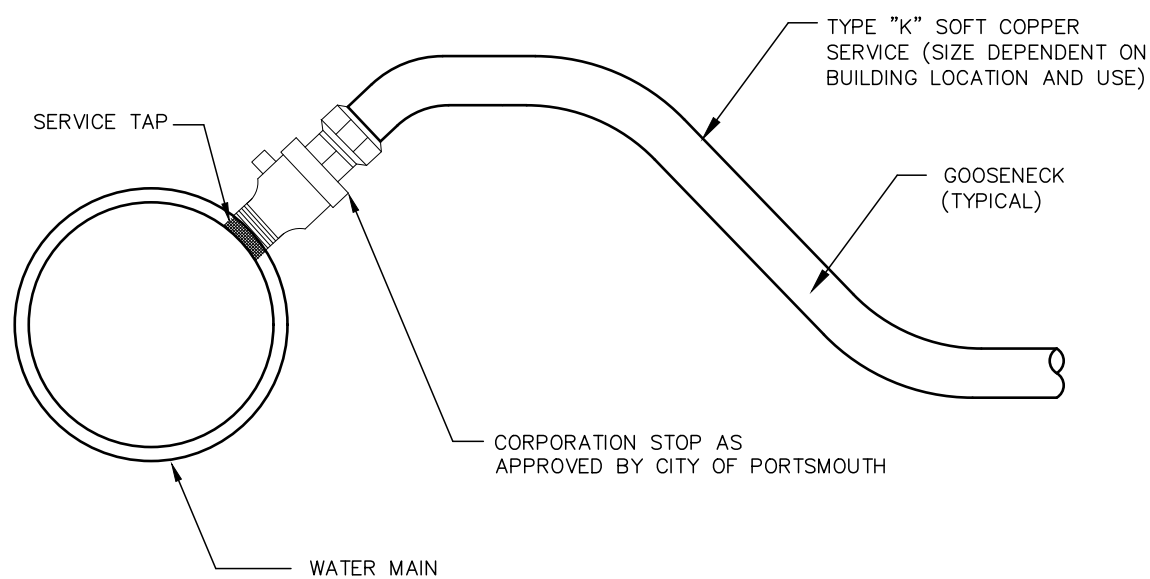 TYPE "K" SOFT COPPER
SERVICE (SIZE DEPENDENT ON
BUILDING LOCATION AND USE)
SERVICE TAP
GOOSENECK
(TYPICAL)
CORPORATION STOP AS
APPROVED BY CITY OF PORTSMOUTH
WATER MAIN